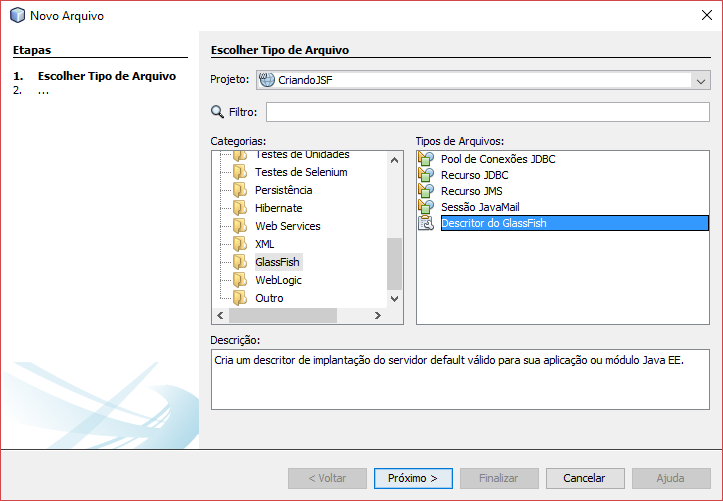 Novo Arquivo
Etapas
1. Escolher Tipo de Arquivo
2. ...
Escolher Tipo de Arquivo
Projeto: CriandoJSF
Filtro:
Categorias:
Testes de Unidades
Testes de Selenium
Persistência
Hibernate
Web Services
XML
GlassFish
WebLogic
Outro
Tipos de Arquivos:
Pool de Conexões JDBC
Recurso JDBC
Recurso JMS
Sessão JavaMail
Descritor do GlassFish
Descrição:
Cria um descritor de implantação do servidor default válido para sua aplicação ou módulo Java EE.
< Voltar
Próximo >
Finalizar
Cancelar
Ajuda